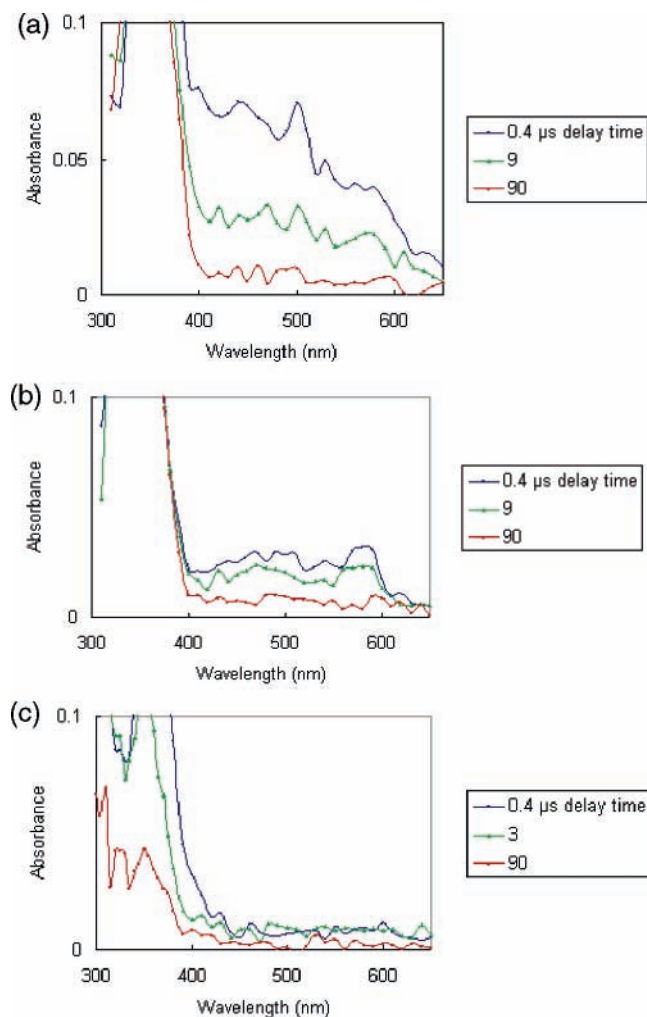 (a)
0.1
0.05
0
Absorbance
300 400 500 600
Wavelength (nm)
0.4 µs delay time
9
90
(b)
0.1
0
Absorbance
300 400 500 600
Wavelength (nm)
0.4 µs delay time
9
90
(c)
0.1
0
Absorbance
300 400 500 600
Wavelength (nm)
0.4 µs delay time
3
90